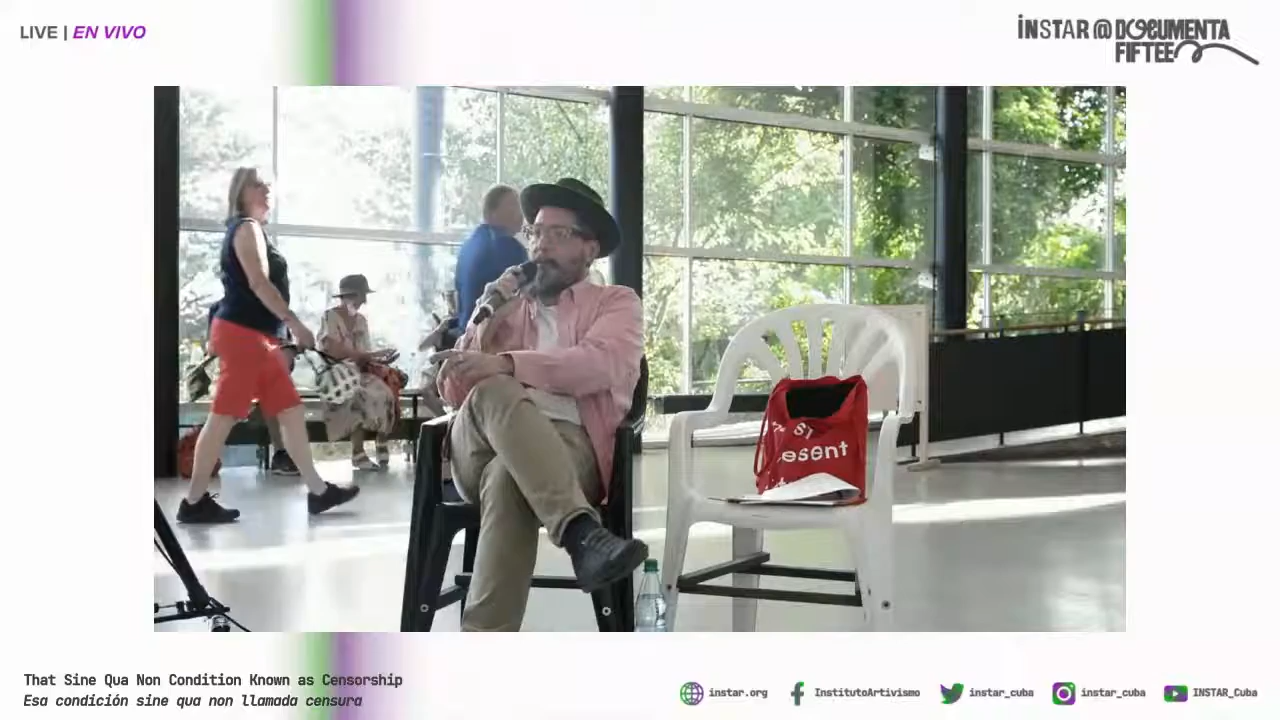 LIVE | EN VIVO
INSTAR @ DOCUMENTA
FIFTEEN
esent
That Sine Qua Non Condition Known as Censorship
Esa condición sine qua non llamada censura
instar.org
InstitutoArtivismo
instar_cuba
instar_cuba
INSTAR_Cuba